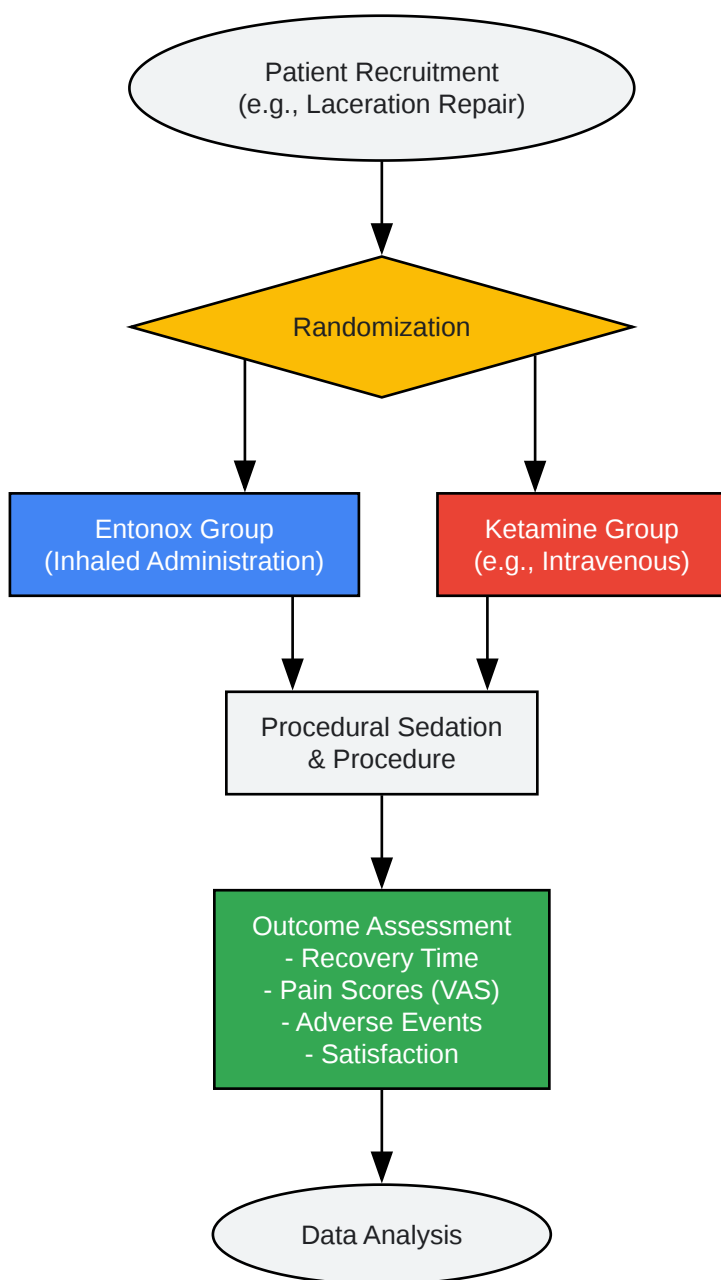 Patient Recruitment
(e.g., Laceration Repair)
Randomization
Entonox Group
(Inhaled Administration)
Ketamine Group
(e.g., Intravenous)
Procedural Sedation
& Procedure
Outcome Assessment
- Recovery Time
- Pain Scores (VAS)
- Adverse Events
- Satisfaction
Data Analysis